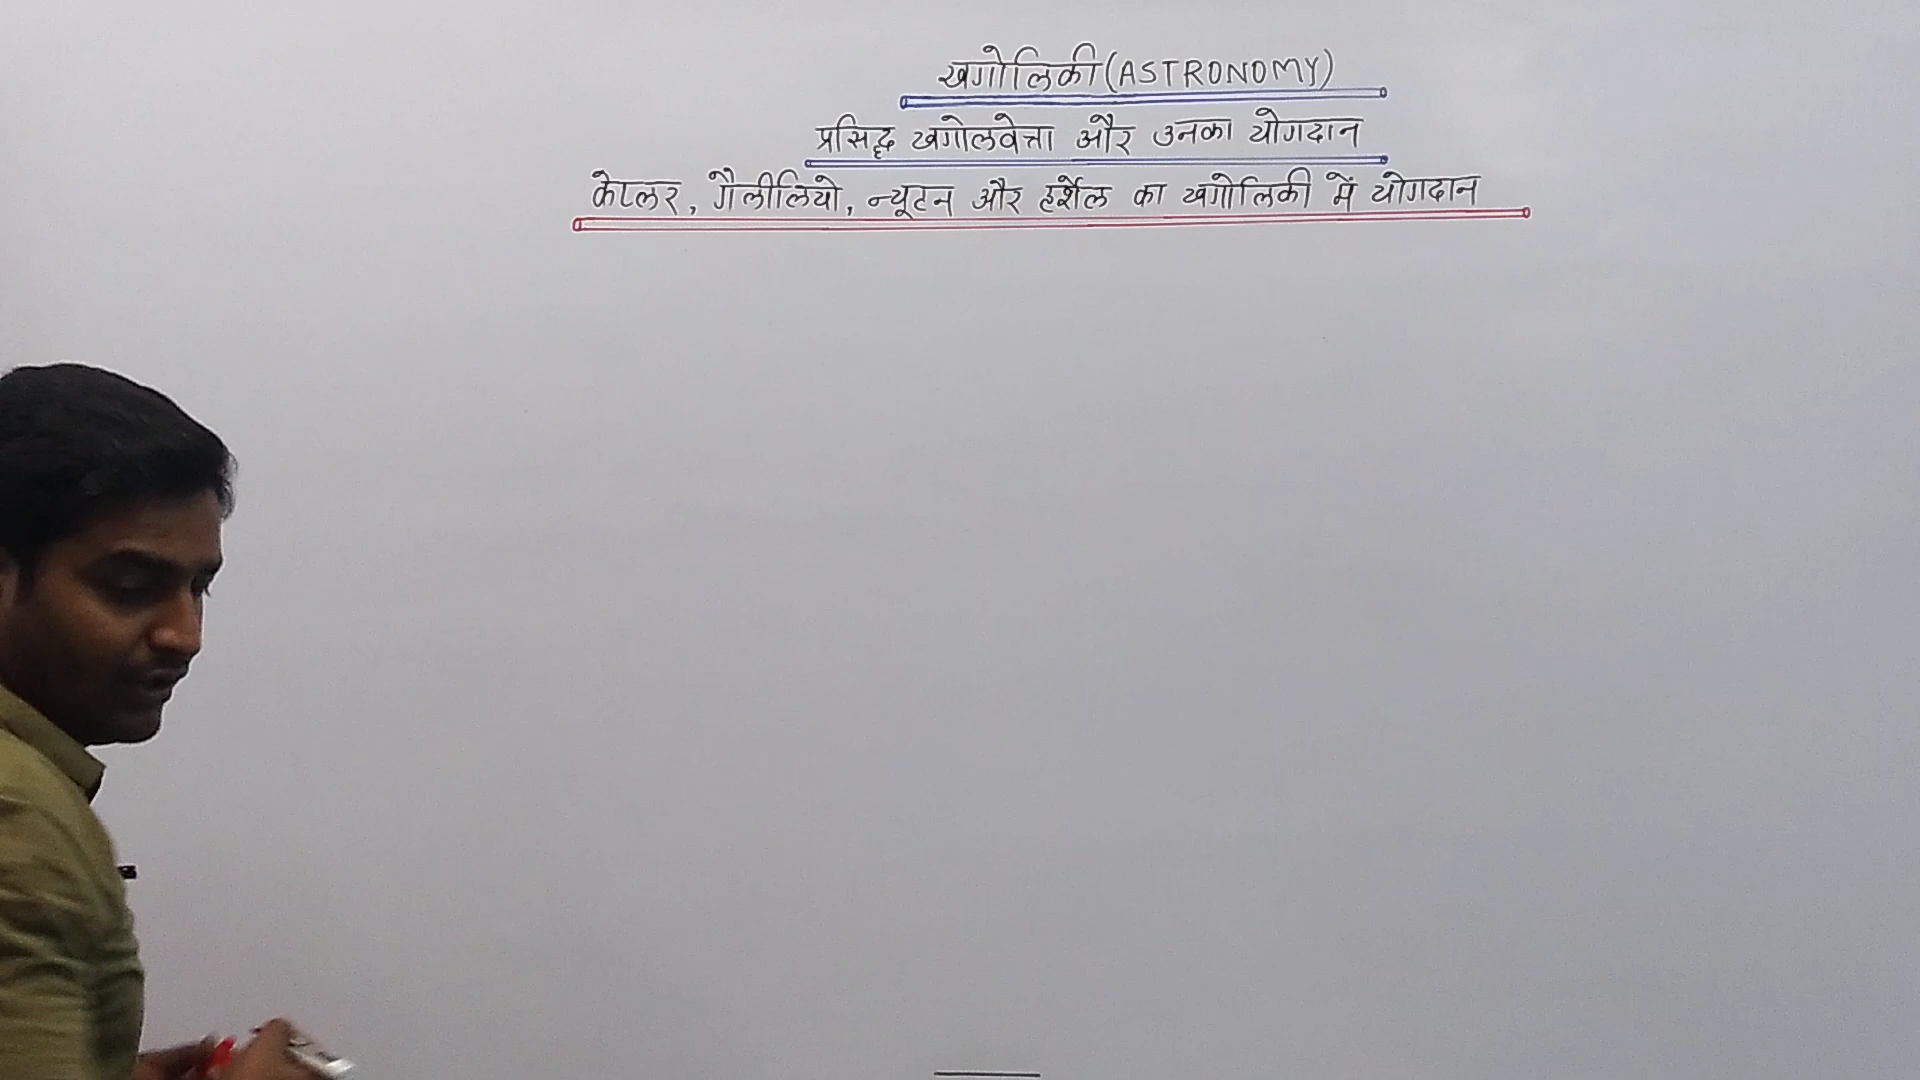 खगोलिकी(ASTRONOMY)
प्रसिद्ध खगोलवेत्ता और उनका योगदान
केप्लर, गैलीलियो, न्यूटन और हर्शेल का खगोलिकी में योगदान